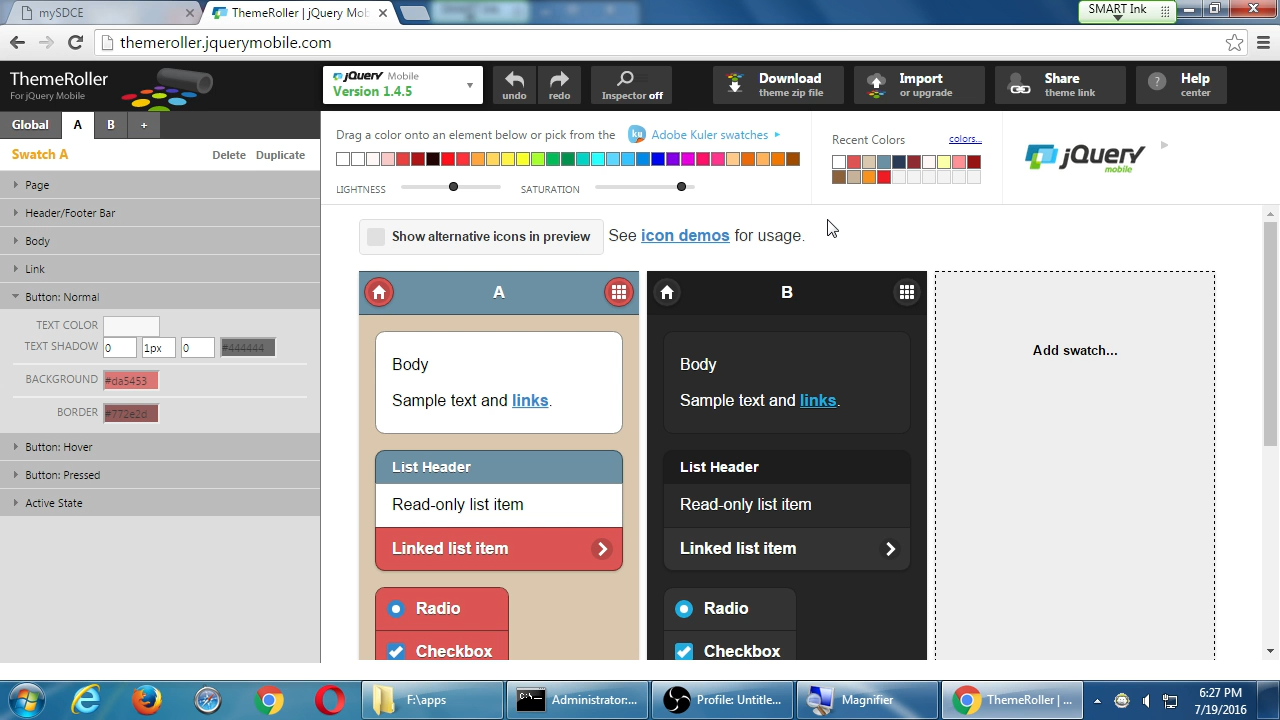 mySDCE
ThemeRoller | jQuery Mob
SMART Ink
themeroller.jquerymobile.com
ThemeRoller
For jQuery Mobile
jQuery Mobile
Version 1.4.5
undo
redo
Inspector off
Download
theme zip file
Import
or upgrade
Share
theme link
?
Help
center
Global
A
B
+
Swatch A
Delete
Duplicate
Page
Header/Footer Bar
Body
Link
Button: Normal
TEXT COLOR
TEXT SHADOW
0
1px
0
#444444
BACKGROUND
#da5453
BORDER
#772e2d
Button: Hover
Button: Pressed
Active State
Drag a color onto an element below or pick from the
ku
Adobe Kuler swatches
LIGHTNESS
SATURATION
Recent Colors
colors...
jQuery
mobile
Show alternative icons in preview
See icon demos for usage.
A
Body
Sample text and links.
List Header
Read-only list item
Linked list item
Radio
Checkbox
B
Body
Sample text and links.
List Header
Read-only list item
Linked list item
Radio
Checkbox
Add swatch...
F:\apps
C:\.
Administrator:...
Profile: Untitle...
Magnifier
ThemeRoller | ...
6:27 PM
7/19/2016